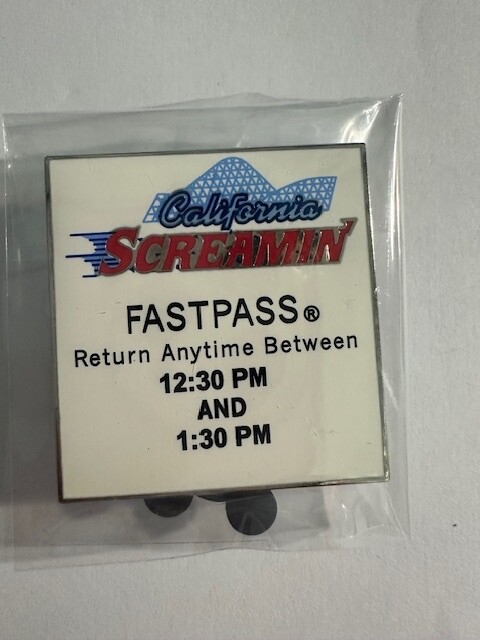 California
SCREAMIN'
FASTPASS®
Return Anytime Between
12:30 PM
AND
1:30 PM